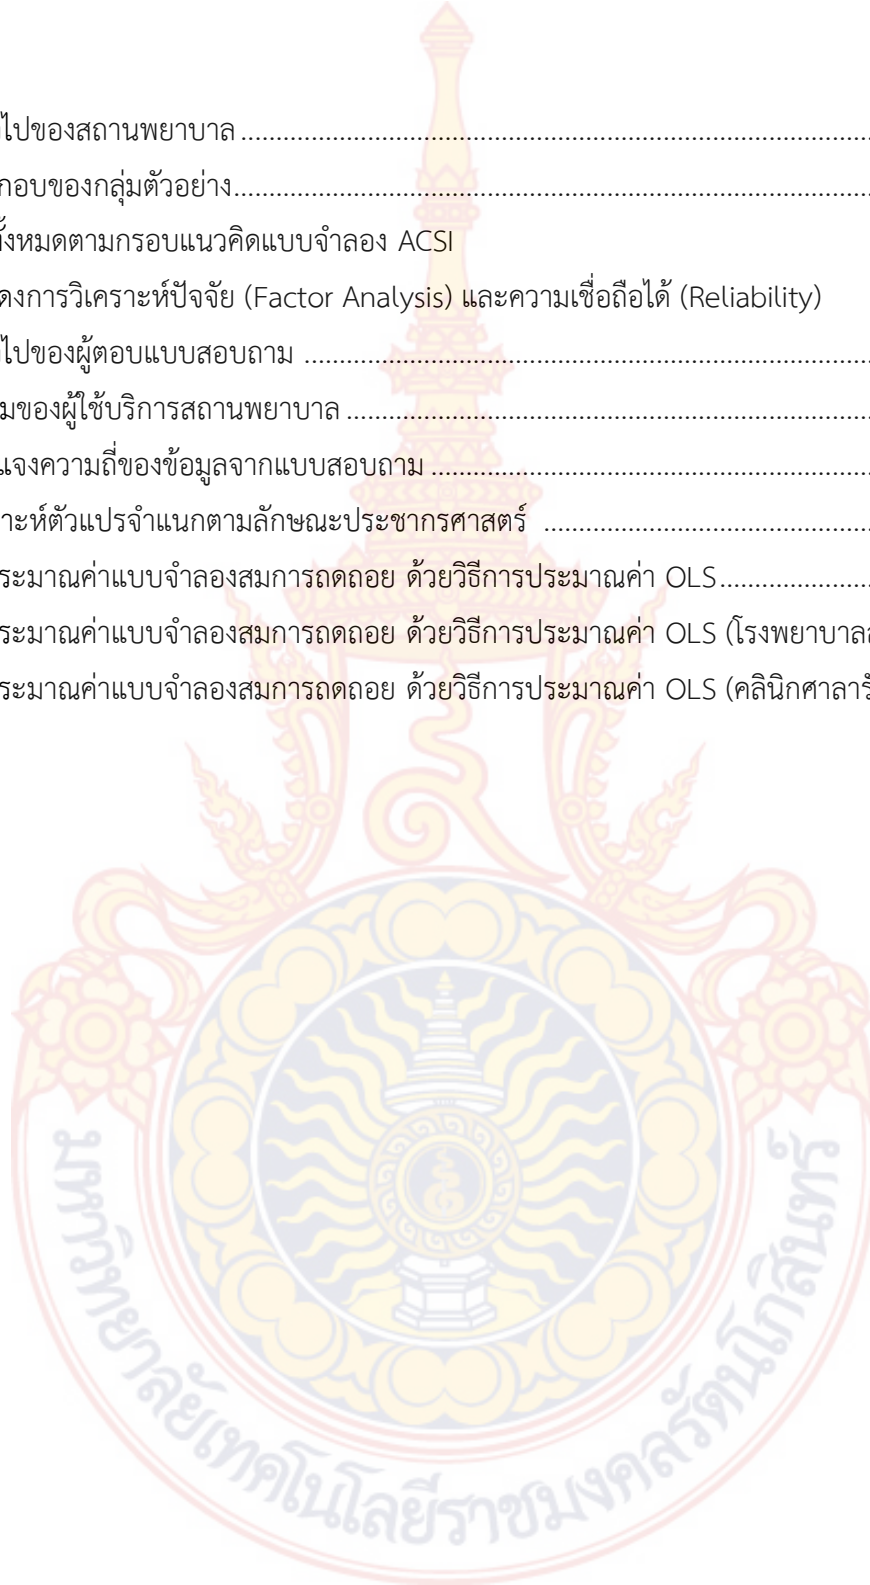 ไปของสถานพยาบาล
กอบของกลุ่มตัวอย่าง
ทั้งหมดตามกรอบแนวคิดแบบจำลอง ACSI
ดงการวิเคราะห์ปัจจัย (Factor Analysis) และความเชื่อถือได้ (Reliability)
ไปของผู้ตอบแบบสอบถาม
มของผู้ใช้บริการสถานพยาบาล
แจงความถี่ของข้อมูลจากแบบสอบถาม
าะห์ตัวแปรจำแนกตามลักษณะประชากรศาสตร์
ระมาณค่าแบบจำลองสมการถดถอย ด้วยวิธีการประมาณค่า OLS
ระมาณค่าแบบจำลองสมการถดถอย ด้วยวิธีการประมาณค่า OLS (โรงพยาบาล
ระมาณค่าแบบจำลองสมการถดถอย ด้วยวิธีการประมาณค่า OLS (คลินิกศาลา
มหาวิทยาลัยเทคโนโลยีราชมงคลรัตนโกสินทร์